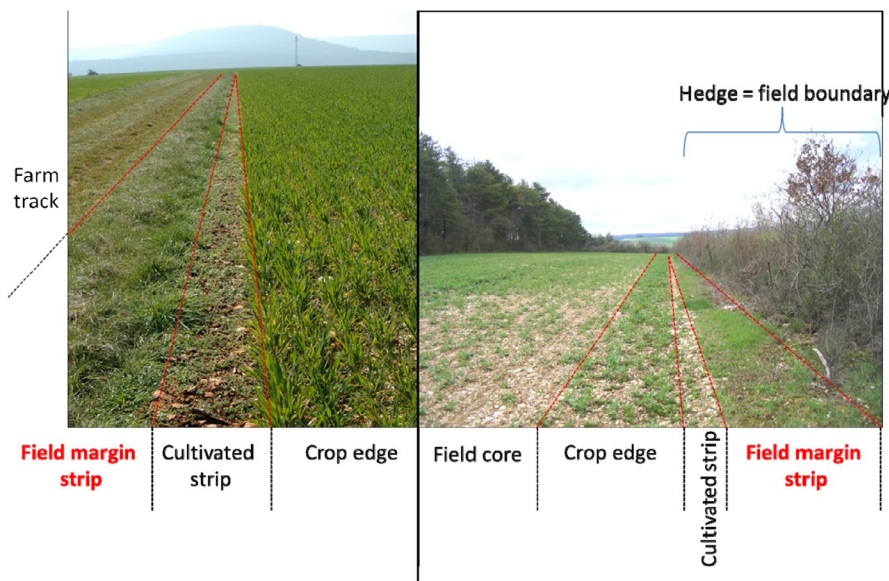 Farm
track
Field margin
strip
Cultivated
strip
Crop edge
Hedge = field boundary
Field core
Crop edge
Cultivated strip
Field margin
strip